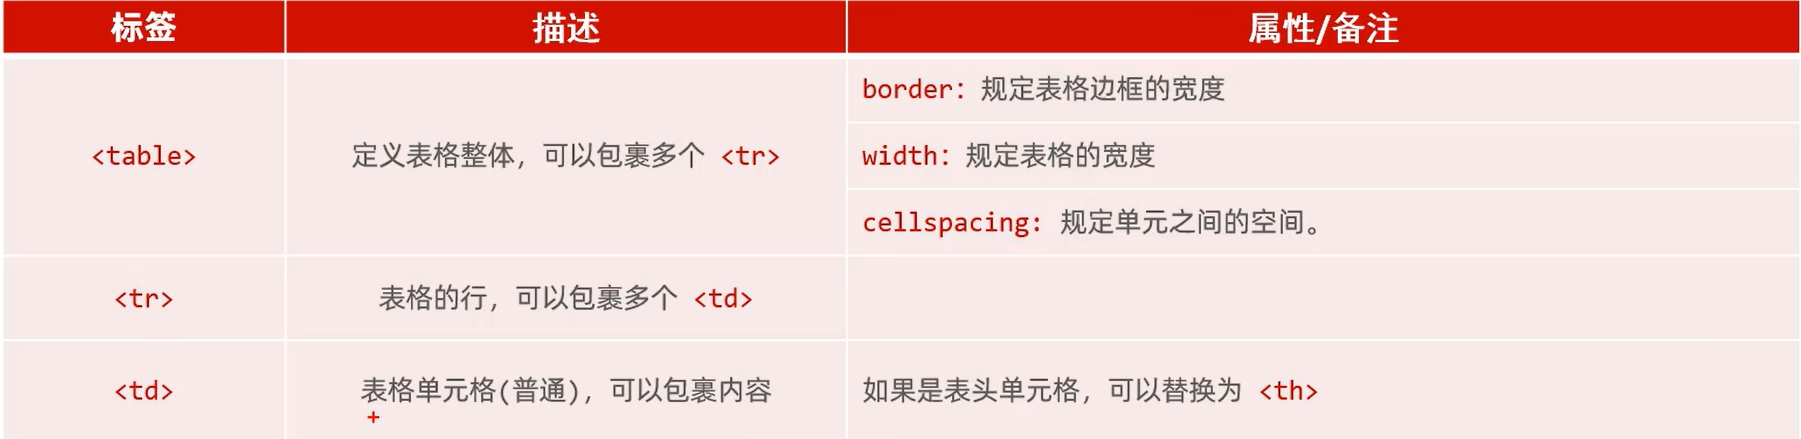 标签 描述 属性/备注
<table> 定义表格整体，可以包裹多个 <tr> border：规定表格边框的宽度
width：规定表格的宽度
cellspacing：规定单元之间的空间。
<tr> 表格的行，可以包裹多个 <td>
<td> 表格单元格(普通)，可以包裹内容 如果是表头单元格，可以替换为 <th>